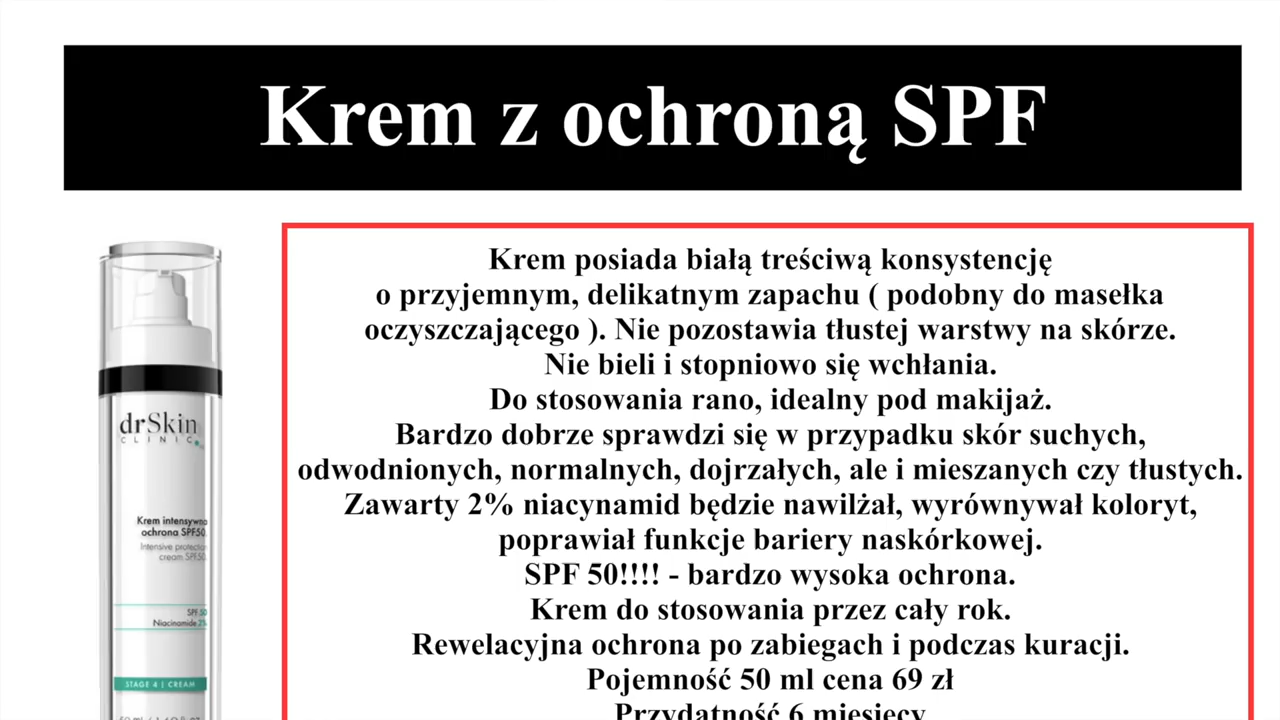 Krem z ochroną SPF
Krem posiada białą treściwą konsystencję
o przyjemnym, delikatnym zapachu ( podobny do masełka
oczyszczającego ). Nie pozostawia tłustej warstwy na skórze.
Nie bieli i stopniowo się wchłania.
Do stosowania rano, idealny pod makijaż.
Bardzo dobrze sprawdzi się w przypadku skór suchych,
odwodnionych, normalnych, dojrzałych, ale i mieszanych czy tłustych.
Zawarty 2% niacynamid będzie nawilżał, wyrównywał koloryt,
poprawiał funkcje bariery naskórkowej.
SPF 50!!!! - bardzo wysoka ochrona.
Krem do stosowania przez cały rok.
Rewelacyjna ochrona po zabiegach i podczas kuracji.
Pojemność 50 ml cena 69 zł
Przydatność 6 miesięcy
drSkin
CLINIC
Krem intensywna
ochrona SPF50
Intensive protection
cream SPF50
SPF 50
Niacinamide 2%
STAGE 4 | CREAM